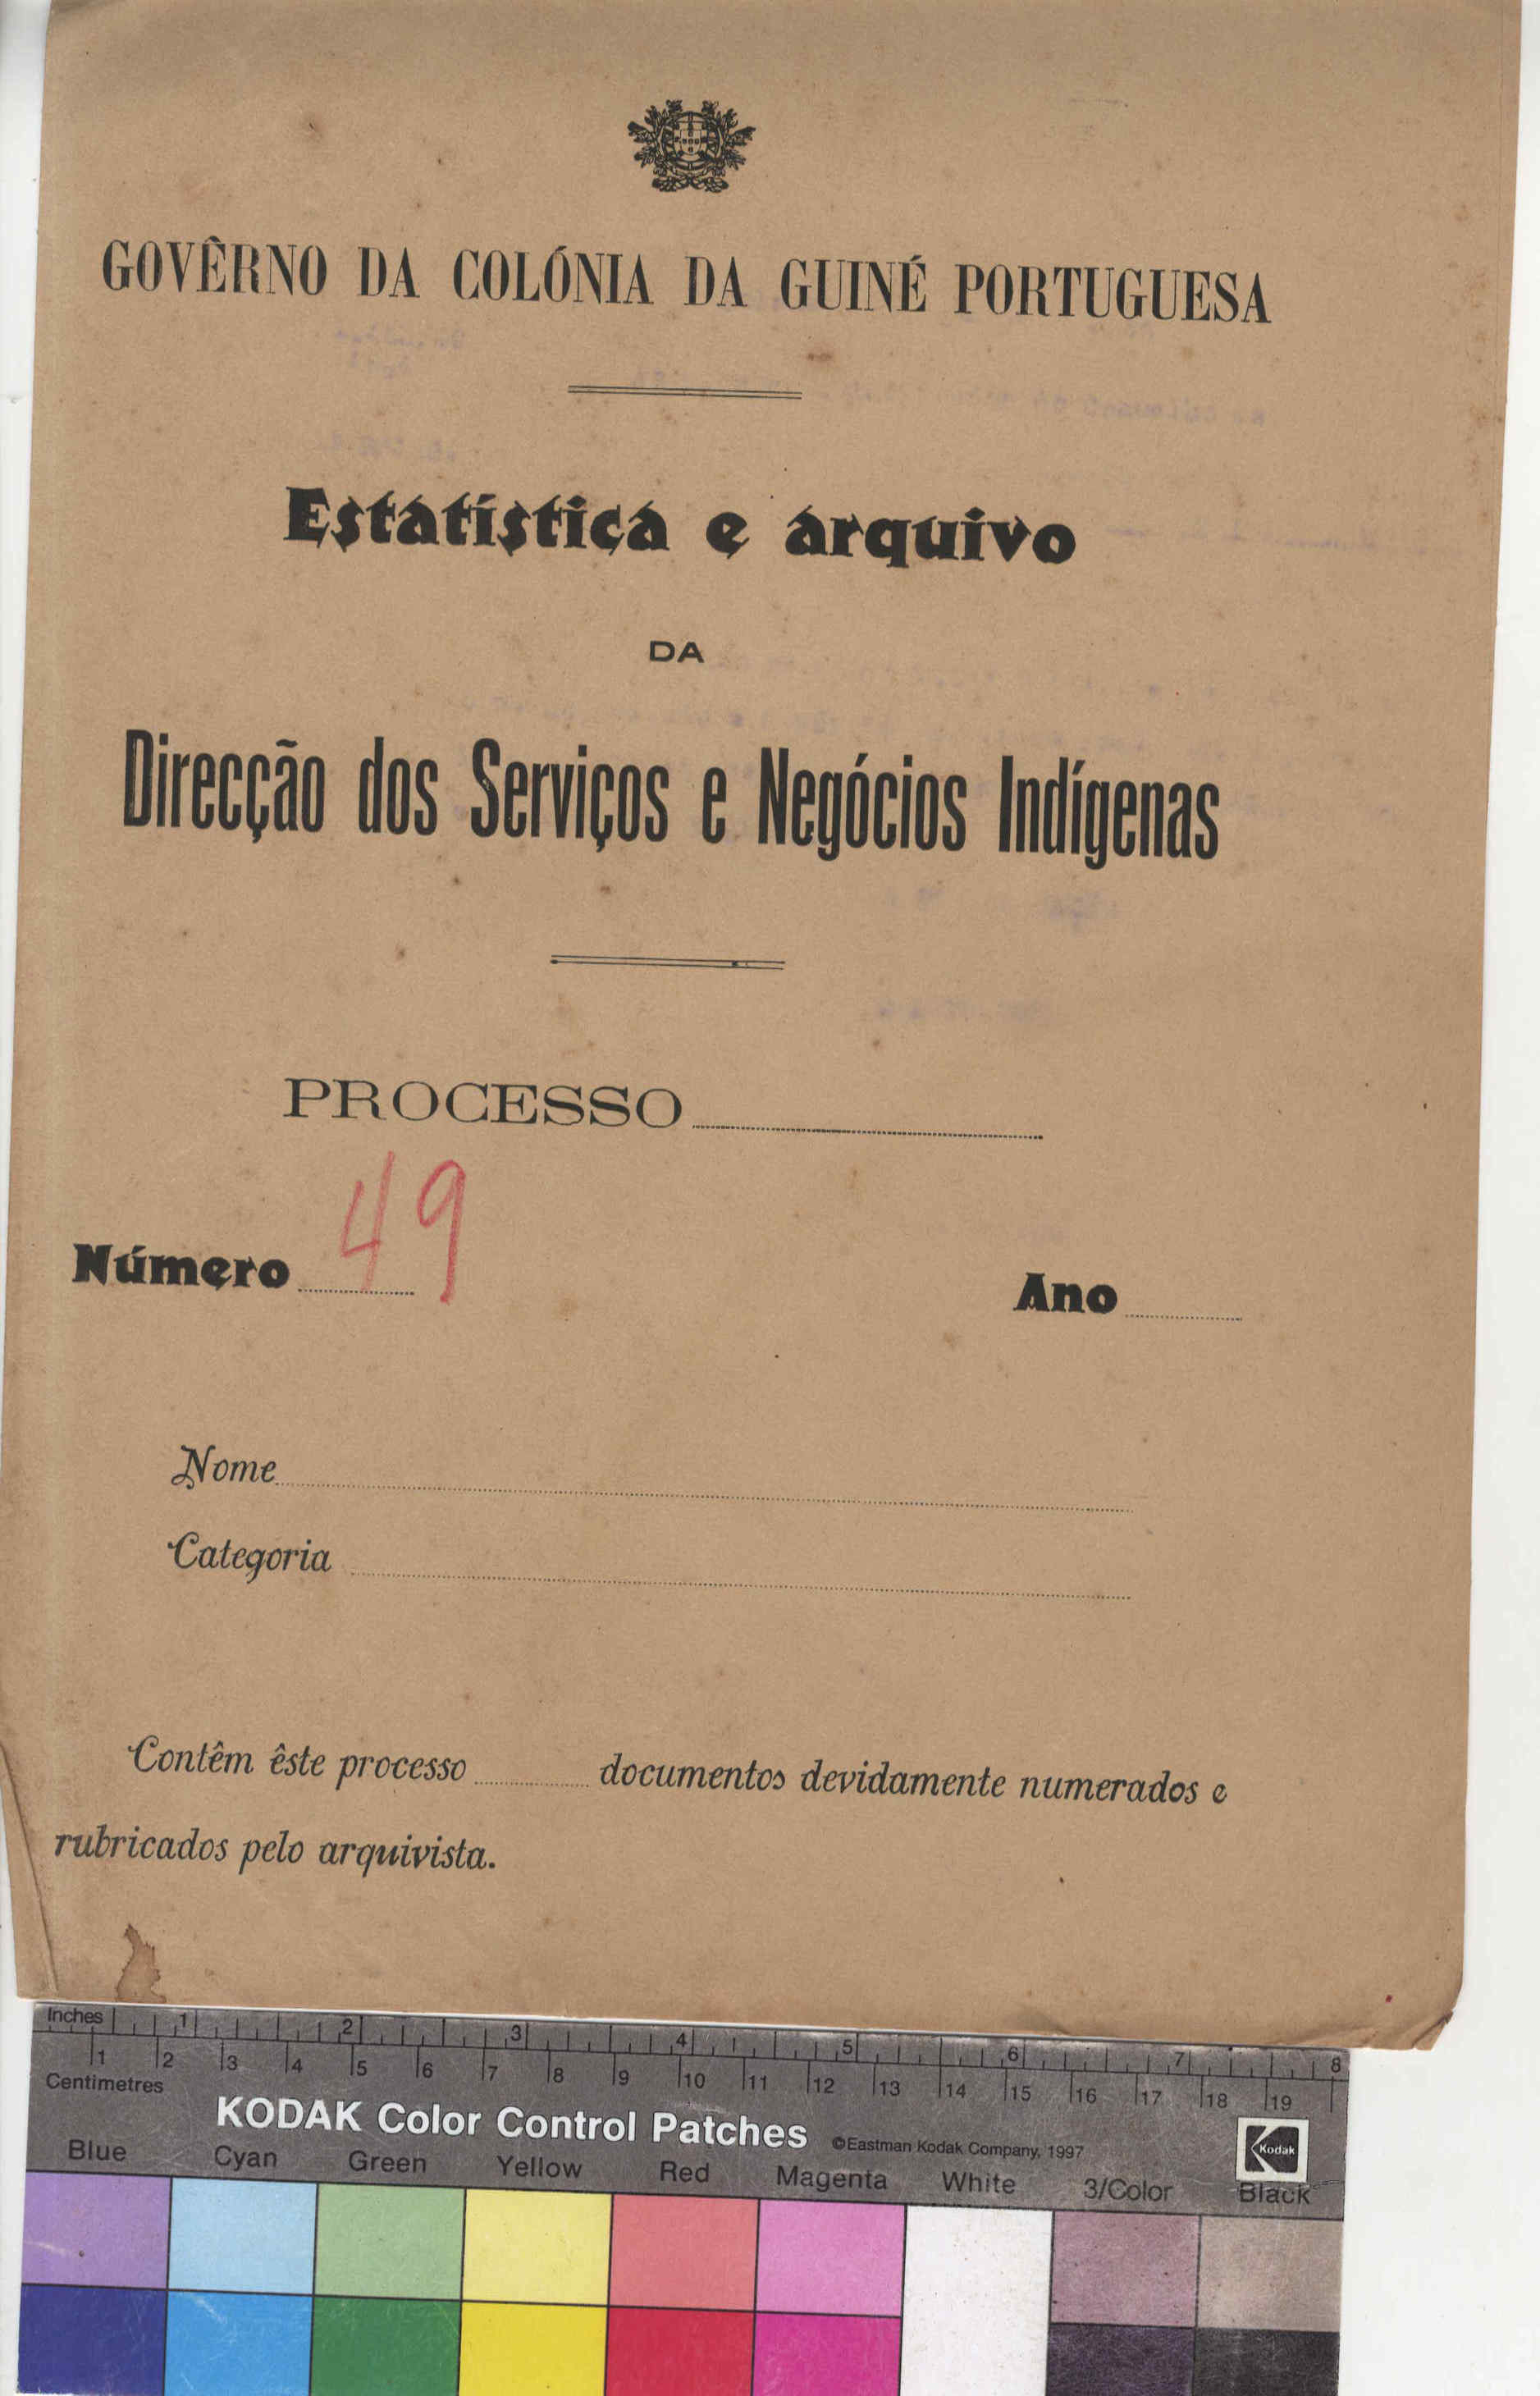 GOVÊRNO DA COLÓNIA DA GUINÉ PORTUGUESA
Estatística e arquivo
DA
Direcção dos Serviços e Negócios Indígenas
PROCESSO
Número 49
Ano
Nome
Categoria
Contêm êste processo documentos devidamente numerados e
rubricados pelo arquivista.
Inches 1 2 3 4 5 6 7 8
1 2 3 4 5 6 7 8 9 10 11 12 13 14 15 16 17 18 19
Centimetres
KODAK Color Control Patches ©Eastman Kodak Company, 1997 Kodak
Blue Cyan Green Yellow Red Magenta White 3/Color Black